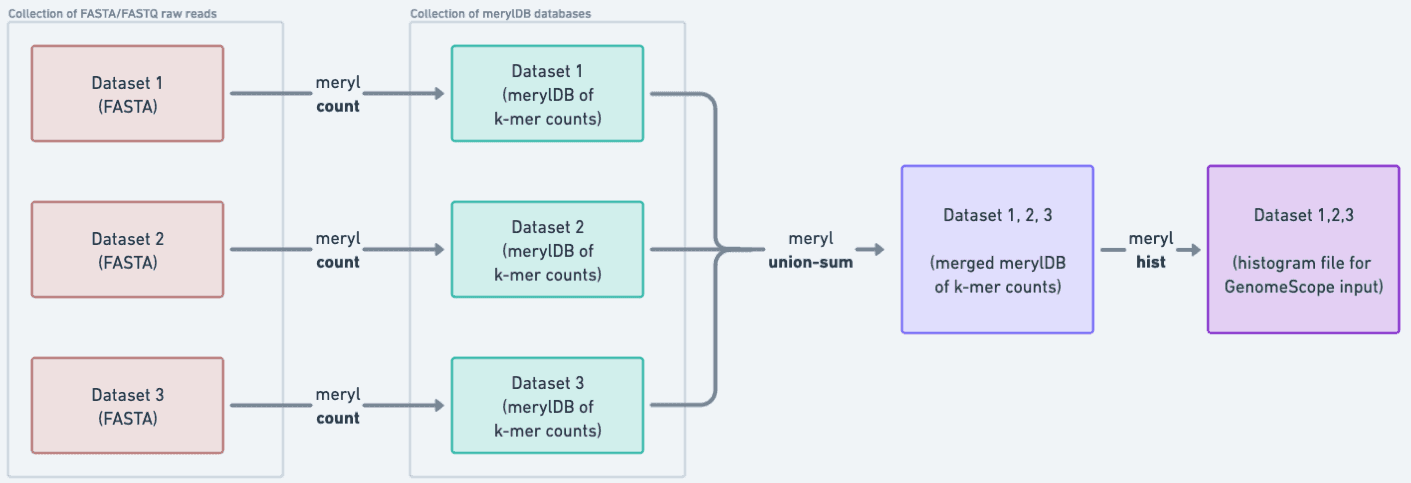 Collection of FASTA/FASTQ raw reads
Collection of merylDB databases
Dataset 1
(FASTA)
meryl
count
Dataset 1
(merylDB of
k-mer counts)
Dataset 2
(FASTA)
meryl
count
Dataset 2
(merylDB of
k-mer counts)
Dataset 3
(FASTA)
meryl
count
Dataset 3
(merylDB of
k-mer counts)
meryl
union-sum
Dataset 1, 2, 3
(merged merylDB
of k-mer counts)
meryl
hist
Dataset 1,2,3
(histogram file for
GenomeScope input)